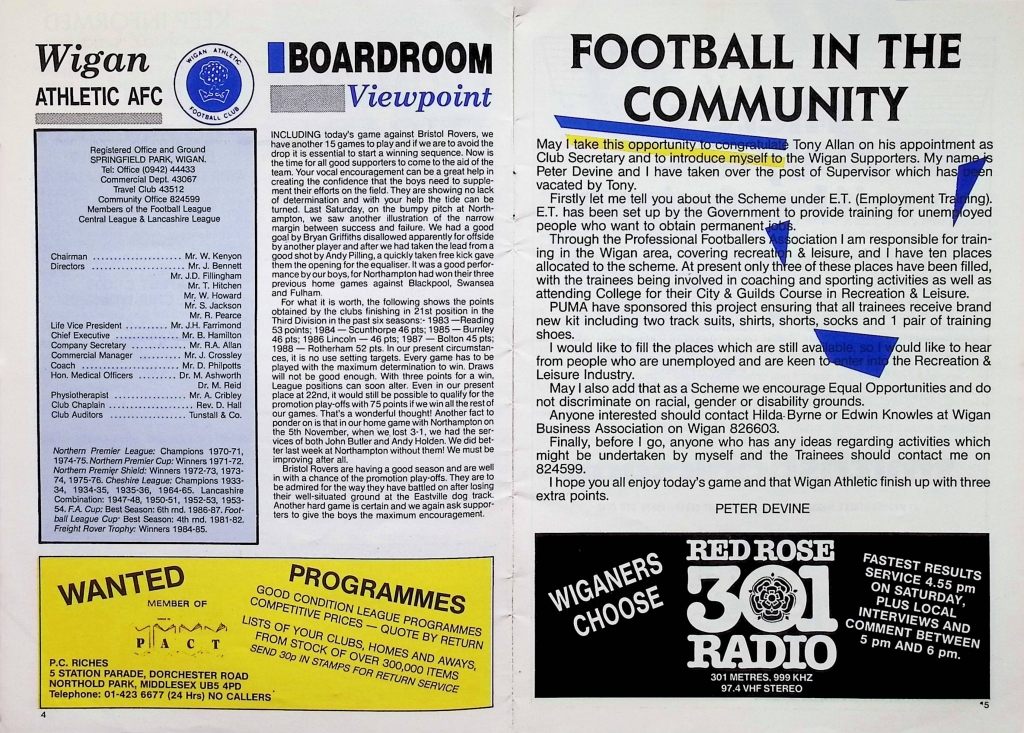 Wigan
ATHLETIC AFC
WIGAN ATHLETIC
FOOTBALL CLUB
Registered Office and Ground
SPRINGFIELD PARK, WIGAN.
Tel: Office (0942) 44433
Commercial Dept. 43067
Travel Club 43512
Community Office 824599
Members of the Football League
Central League & Lancashire League
Chairman .......................... Mr. W. Kenyon
Directors .......................... Mr. J. Bennett
Mr. J.D. Fillingham
Mr. T. Hitchen
Mr. W. Howard
Mr. S. Jackson
Mr. R. Pearce
Life Vice President .......... Mr. J.H. Farrimond
Chief Executive ................ Mr. B. Hamilton
Company Secretary ............ Mr. R.A. Allan
Commercial Manager ........ Mr. J. Crossley
Coach ............................ Mr. D. Philpotts
Hon. Medical Officers ...... Dr. M. Ashworth
Dr. M. Reid
Physiotherapist ................ Mr. A. Cribley
Club Chaplain .................... Rev. D. Hall
Club Auditors .................. Tunstall & Co.
Northern Premier League: Champions 1970-71,
1974-75. Northern Premier Cup: Winners 1971-72.
Northern Premier Shield: Winners 1972-73, 1973-
74, 1975-76. Cheshire League: Champions 1933-
34, 1934-35, 1935-36, 1964-65. Lancashire
Combination: 1947-48, 1950-51, 1952-53, 1953-
54. F.A. Cup: Best Season: 6th rnd. 1986-87. Foot-
ball League Cup: Best Season: 4th rnd. 1981-82.
Freight Rover Trophy: Winners 1984-85.
BOARDROOM
Viewpoint
INCLUDING today's game against Bristol Rovers, we
have another 15 games to play and if we are to avoid the
drop it is essential to start a winning sequence. Now is
the time for all good supporters to come to the aid of the
team. Your vocal encouragement can be a great help in
creating the confidence that the boys need to supple-
ment their efforts on the field. They are showing no lack
of determination and with your help the tide can be
turned. Last Saturday, on the bumpy pitch at North-
ampton, we saw another illustration of the narrow
margin between success and failure. We had a good
goal by Bryan Griffiths disallowed apparently for offside
by another player and after we had taken the lead from a
good shot by Andy Pilling, a quickly taken free kick gave
them the opening for the equaliser. It was a good perfor-
mance by our boys, for Northampton had won their three
previous home games against Blackpool, Swansea
and Fulham.
For what it is worth, the following shows the points
obtained by the clubs finishing in 21st position in the
Third Division in the past six seasons:- 1983 —Reading
53 points; 1984 — Scunthorpe 46 pts; 1985 — Burnley
46 pts; 1986 Lincoln — 46 pts; 1987 — Bolton 45 pts;
1988 — Rotherham 52 pts. In our present circumstan-
ces, it is no use setting targets. Every game has to be
played with the maximum determination to win. Draws
will not be good enough. With three points for a win,
League positions can soon alter. Even in our present
place at 22nd, it would still be possible to qualify for the
promotion play-offs with 75 points if we win all the rest of
our games. That's a wonderful thought! Another fact to
ponder on is that in our home game with Northampton on
the 5th November, when we lost 3-1, we had the ser-
vices of both John Butler and Andy Holden. We did bet-
ter last week at Northampton without them! We must be
improving after all.
Bristol Rovers are having a good season and are well
in with a chance of the promotion play-offs. They are to
be admired for the way they have battled on after losing
their well-situated ground at the Eastville dog track.
Another hard game is certain and we again ask suppor-
ters to give the boys the maximum encouragement.
WANTED
MEMBER OF
PACT
P.C. RICHES
5 STATION PARADE, DORCHESTER ROAD
NORTHOLD PARK, MIDDLESEX UB5 4PD
Telephone: 01-423 6677 (24 Hrs) NO CALLERS
PROGRAMMES
GOOD CONDITION LEAGUE PROGRAMMES
COMPETITIVE PRICES — QUOTE BY RETURN
LISTS OF YOUR CLUBS, HOMES AND AWAYS,
FROM STOCK OF OVER 300,000 ITEMS
SEND 30p IN STAMPS FOR RETURN SERVICE
4
FOOTBALL IN THE
COMMUNITY
May I take this opportunity to congratulate Tony Allan on his appointment as
Club Secretary and to introduce myself to the Wigan Supporters. My name is
Peter Devine and I have taken over the post of Supervisor which has been
vacated by Tony.
Firstly let me tell you about the Scheme under E.T. (Employment Training).
E.T. has been set up by the Government to provide training for unemployed
people who want to obtain permanent jobs.
Through the Professional Footballers Association I am responsible for train-
ing in the Wigan area, covering recreation & leisure, and I have ten places
allocated to the scheme. At present only three of these places have been filled,
with the trainees being involved in coaching and sporting activities as well as
attending College for their City & Guilds Course in Recreation & Leisure.
PUMA have sponsored this project ensuring that all trainees receive brand
new kit including two track suits, shirts, shorts, socks and 1 pair of training
shoes.
I would like to fill the places which are still available, so I would like to hear
from people who are unemployed and are keen to enter into the Recreation &
Leisure Industry.
May I also add that as a Scheme we encourage Equal Opportunities and do
not discriminate on racial, gender or disability grounds.
Anyone interested should contact Hilda Byrne or Edwin Knowles at Wigan
Business Association on Wigan 826603.
Finally, before I go, anyone who has any ideas regarding activities which
might be undertaken by myself and the Trainees should contact me on
824599.
I hope you all enjoy today's game and that Wigan Athletic finish up with three
extra points.
PETER DEVINE
WIGANERS
CHOOSE
RED ROSE
301
RADIO
301 METRES. 999 KHZ
97.4 VHF STEREO
FASTEST RESULTS
SERVICE 4.55 pm
ON SATURDAY,
PLUS LOCAL
INTERVIEWS AND
COMMENT BETWEEN
5 pm AND 6 pm.
5